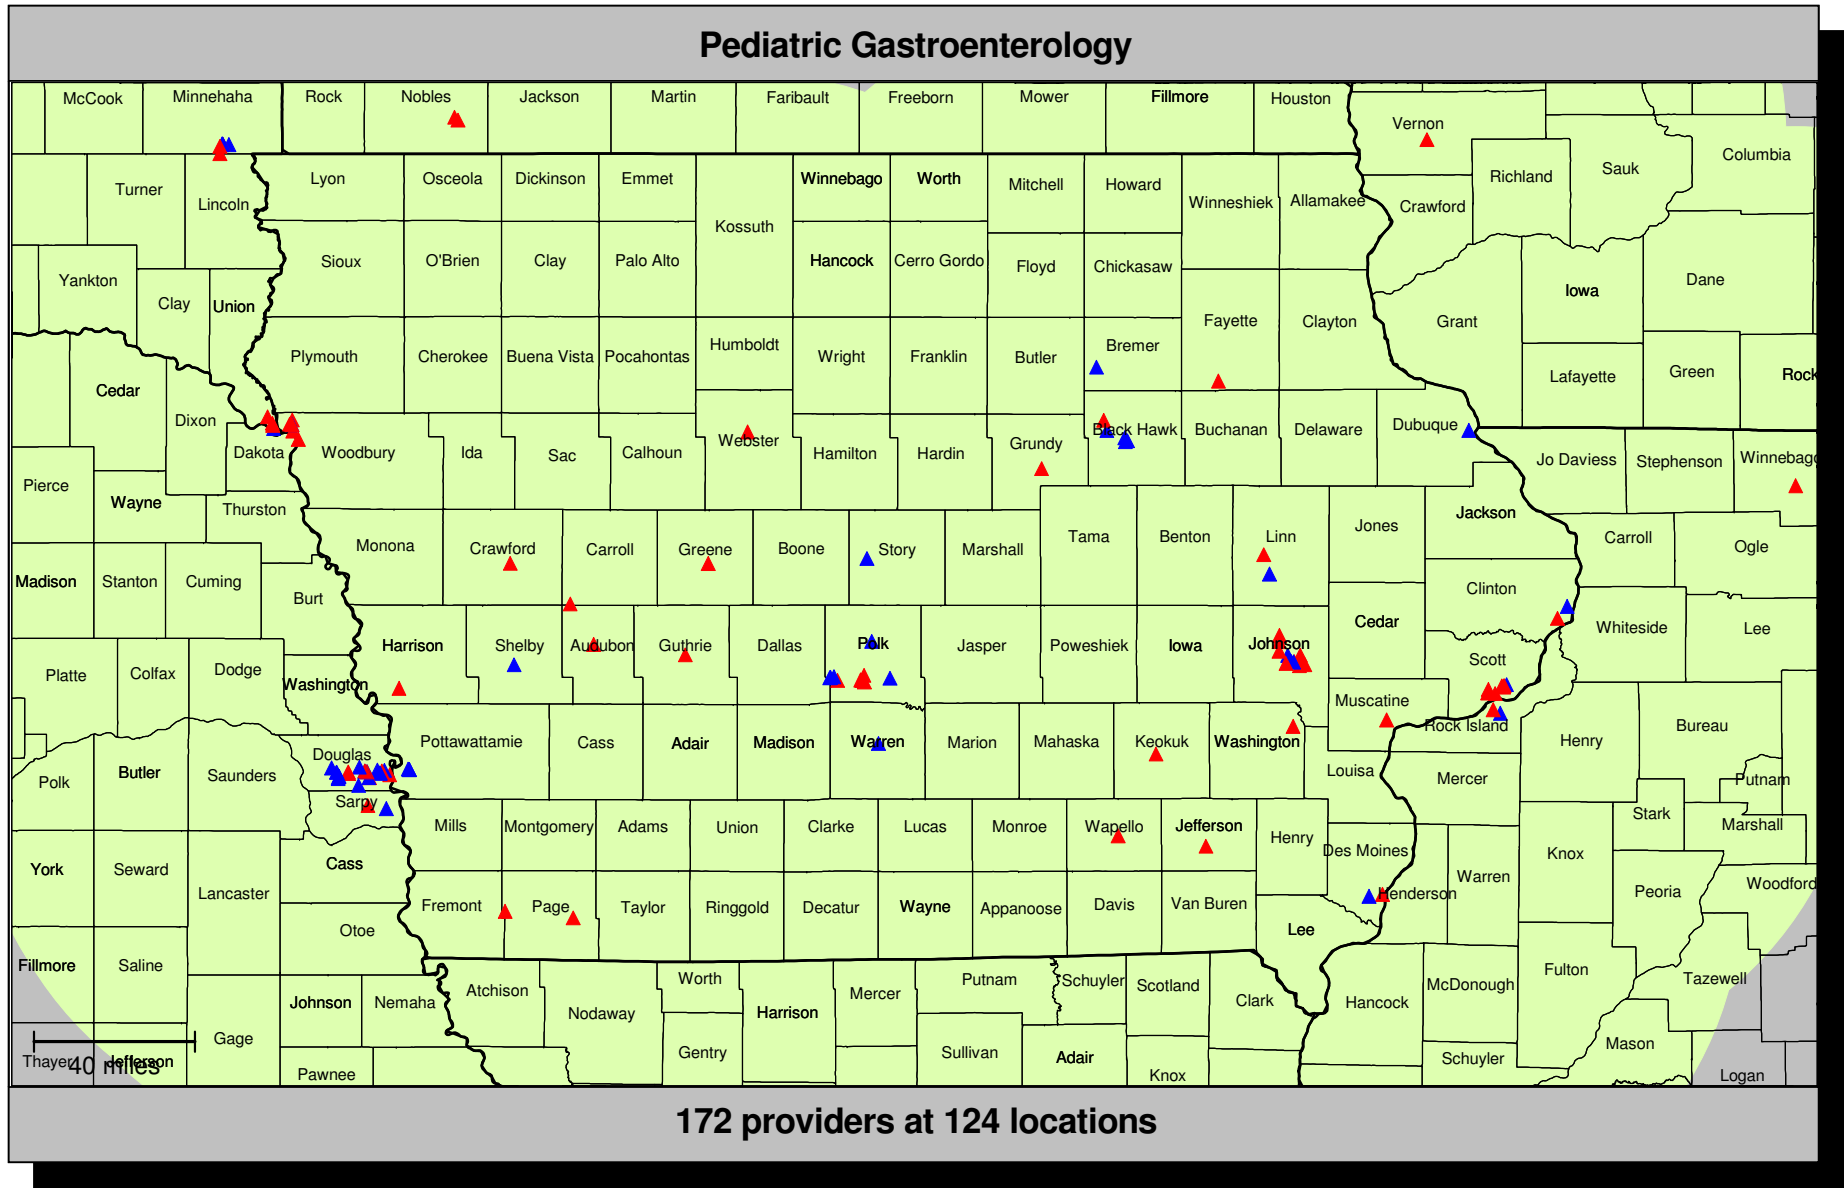 Pediatric Gastroenterology
McCook
Minnehaha
Rock
Nobles
Jackson
Martin
Faribault
Freeborn
Mower
Fillmore
Houston
Vernon
Columbia
Sauk
Richland
Turner
Lincoln
Lyon
Osceola
Dickinson
Emmet
Kossuth
Winnebago
Worth
Mitchell
Howard
Winneshiek
Allamakee
Crawford
Yankton
Clay
Union
Sioux
O'Brien
Clay
Palo Alto
Hancock
Cerro Gordo
Floyd
Chickasaw
Fayette
Clayton
Grant
Iowa
Dane
Cedar
Dixon
Plymouth
Cherokee
Buena Vista
Pocahontas
Humboldt
Wright
Franklin
Butler
Bremer
Lafayette
Green
Rock
Pierce
Wayne
Dakota
Thurston
Woodbury
Ida
Sac
Calhoun
Webster
Hamilton
Hardin
Grundy
Black Hawk
Buchanan
Delaware
Dubuque
Jo Daviess
Stephenson
Winnebago
Madison
Stanton
Cuming
Burt
Monona
Crawford
Carroll
Greene
Boone
Story
Marshall
Tama
Benton
Linn
Jones
Jackson
Carroll
Ogle
Clinton
Whiteside
Lee
Platte
Colfax
Dodge
Washington
Harrison
Shelby
Audubon
Guthrie
Dallas
Polk
Jasper
Poweshiek
Iowa
Johnson
Cedar
Scott
Muscatine
Rock Island
Henry
Bureau
Polk
Butler
Saunders
Douglas
Sarpy
Pottawattamie
Cass
Adair
Madison
Warren
Marion
Mahaska
Keokuk
Washington
Louisa
Mercer
Putnam
Stark
Marshall
York
Seward
Lancaster
Cass
Otoe
Mills
Montgomery
Adams
Union
Clarke
Lucas
Monroe
Wapello
Jefferson
Henry
Des Moines
Henderson
Warren
Knox
Peoria
Woodford
Fremont
Page
Taylor
Ringgold
Decatur
Wayne
Appanoose
Davis
Van Buren
Lee
Fillmore
Saline
Johnson
Nemaha
Atchison
Nodaway
Worth
Harrison
Mercer
Putnam
Schuyler
Scotland
Clark
Hancock
McDonough
Fulton
Tazewell
Thayer
Jefferson
40 miles
Gage
Pawnee
Gentry
Sullivan
Adair
Knox
Schuyler
Mason
Logan
172 providers at 124 locations